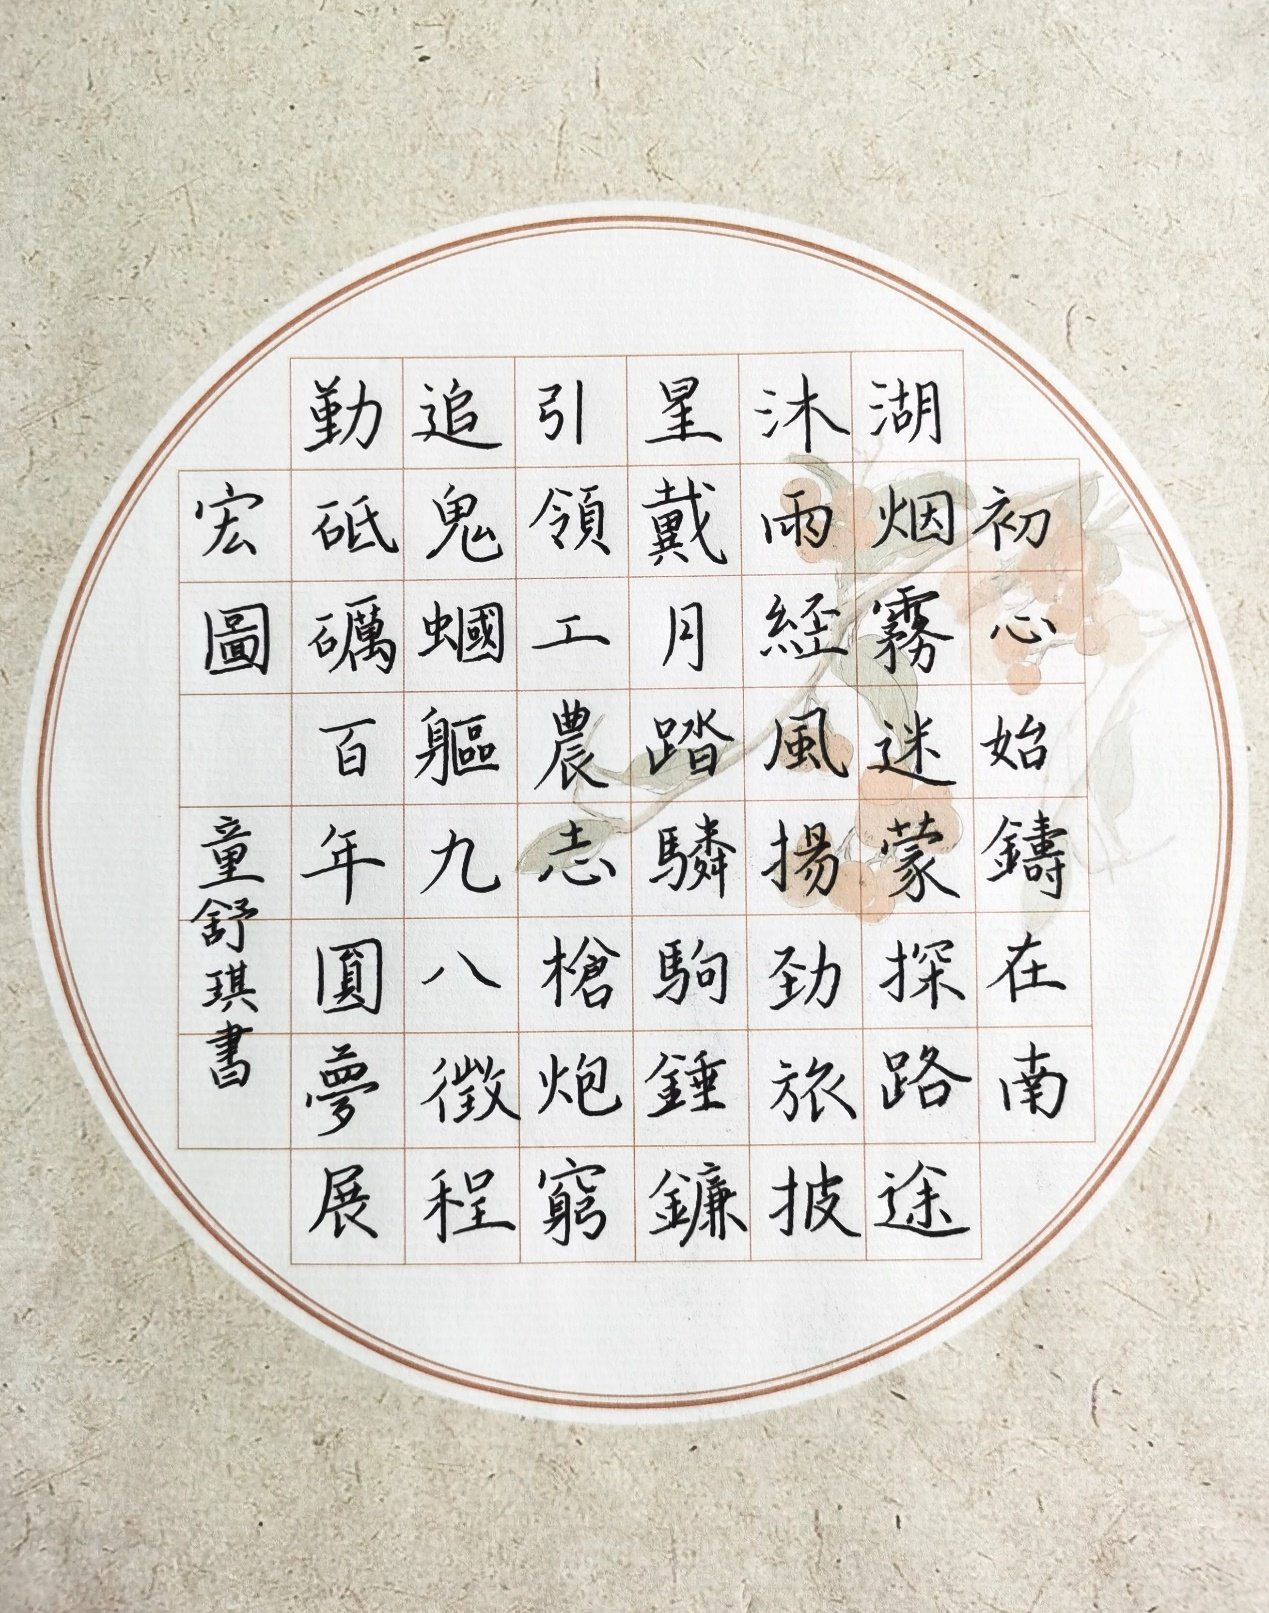 初心始鑄在南
湖烟霧迷蒙探路途
沐雨經風揚勁旅披
星戴月踏驎駒錘鐮
引領工農志槍炮窮
追鬼蟈軀九八徵程
勤砥礪百年圓夢展
宏圖
童舒琪書